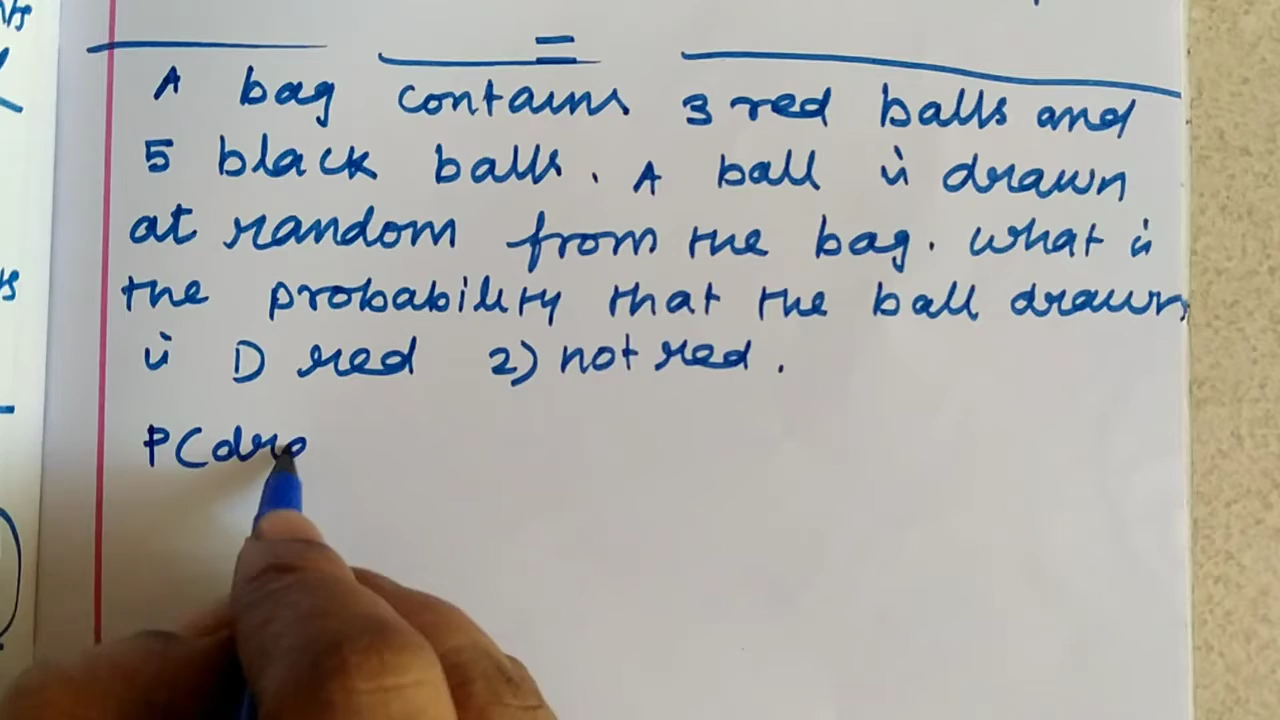 A bag contains 3 red balls and
5 black balls. A ball is drawn
at random from the bag. What is
the probability that the ball drawn
is 1) red 2) not red.
P(dra